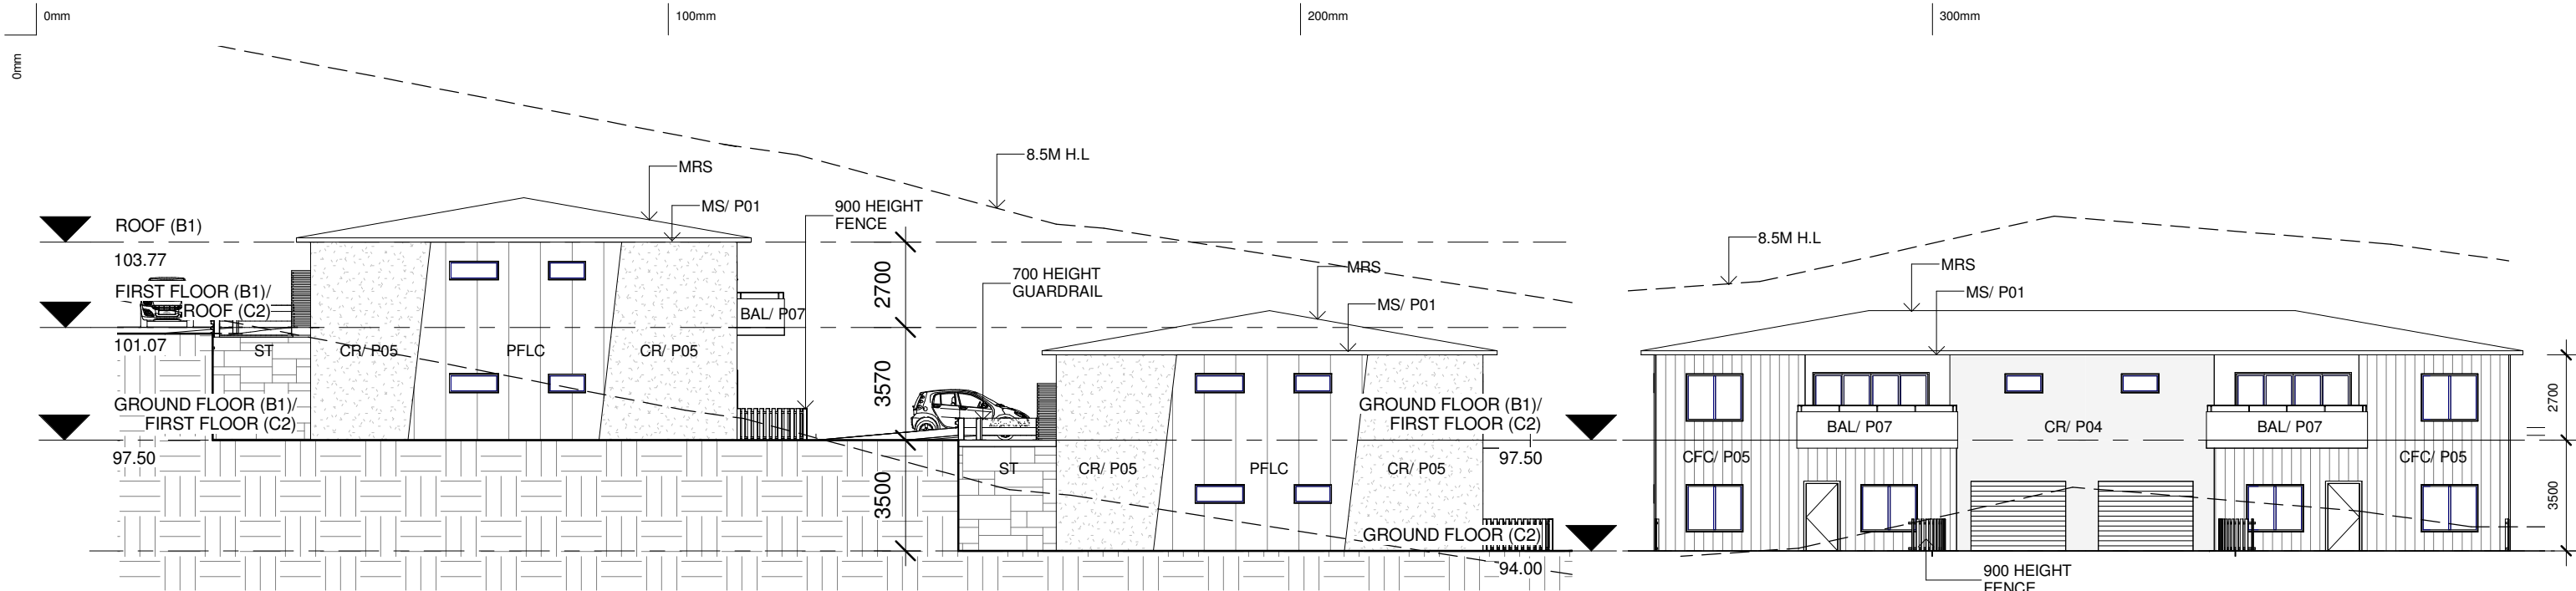 0mm
100mm
200mm
300mm
0mm
8.5M H.L
MRS
MS/ P01
900 HEIGHT
FENCE
ROOF (B1)
103.77
FIRST FLOOR (B1)/
ROOF (C2)
101.07
GROUND FLOOR (B1)/
FIRST FLOOR (C2)
97.50
ST
CR/ P05
PFLC
CR/ P05
BAL/ P07
2700
3570
3500
700 HEIGHT
GUARDRAIL
MRS
MS/ P01
ST
CR/ P05
PFLC
CR/ P05
GROUND FLOOR (B1)/
FIRST FLOOR (C2)
97.50
GROUND FLOOR (C2)
94.00
8.5M H.L
MRS
MS/ P01
BAL/ P07
CR/ P04
BAL/ P07
CFC/ P05
CFC/ P05
2700
3500
900 HEIGHT
FENCE